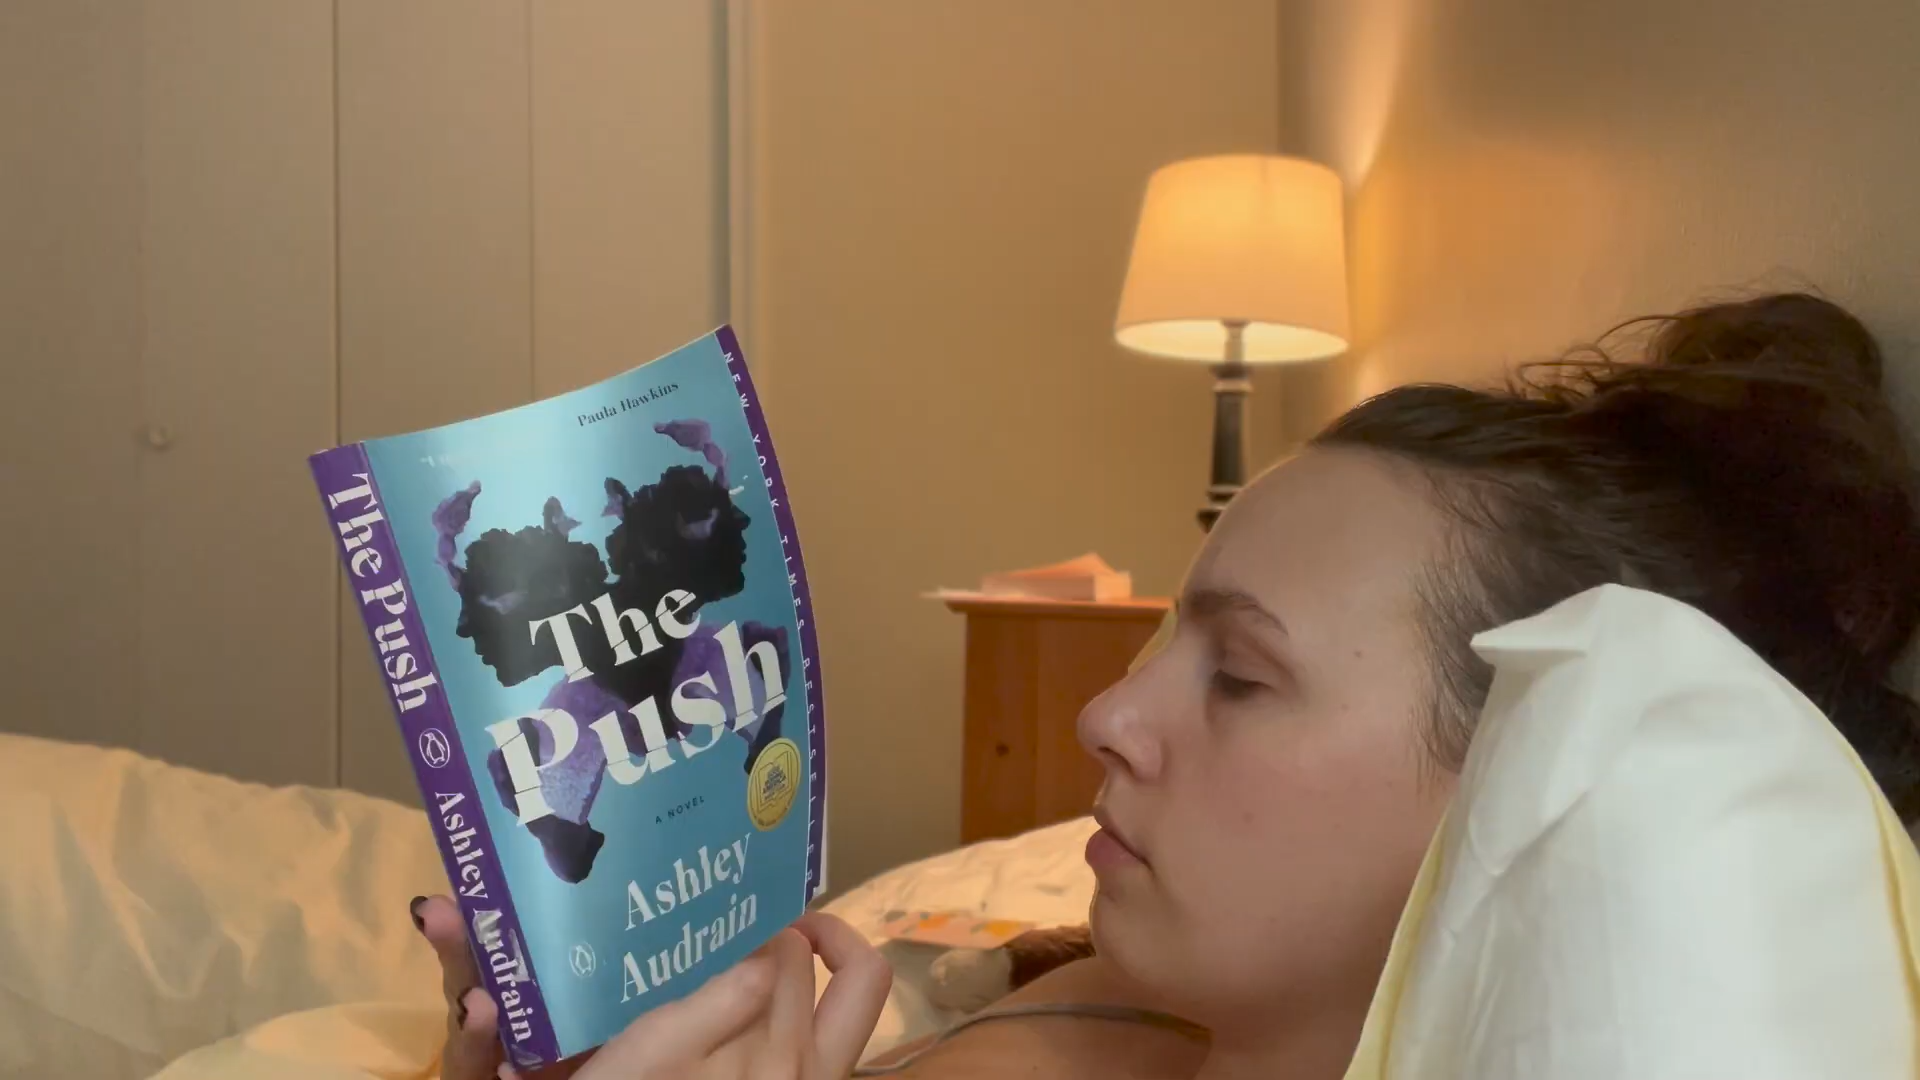 Paula Hawkins
The
Push
A NOVEL
Ashley
Audrain
The Push
Ashley Audrain
NEW YORK TIMES BESTSELLER